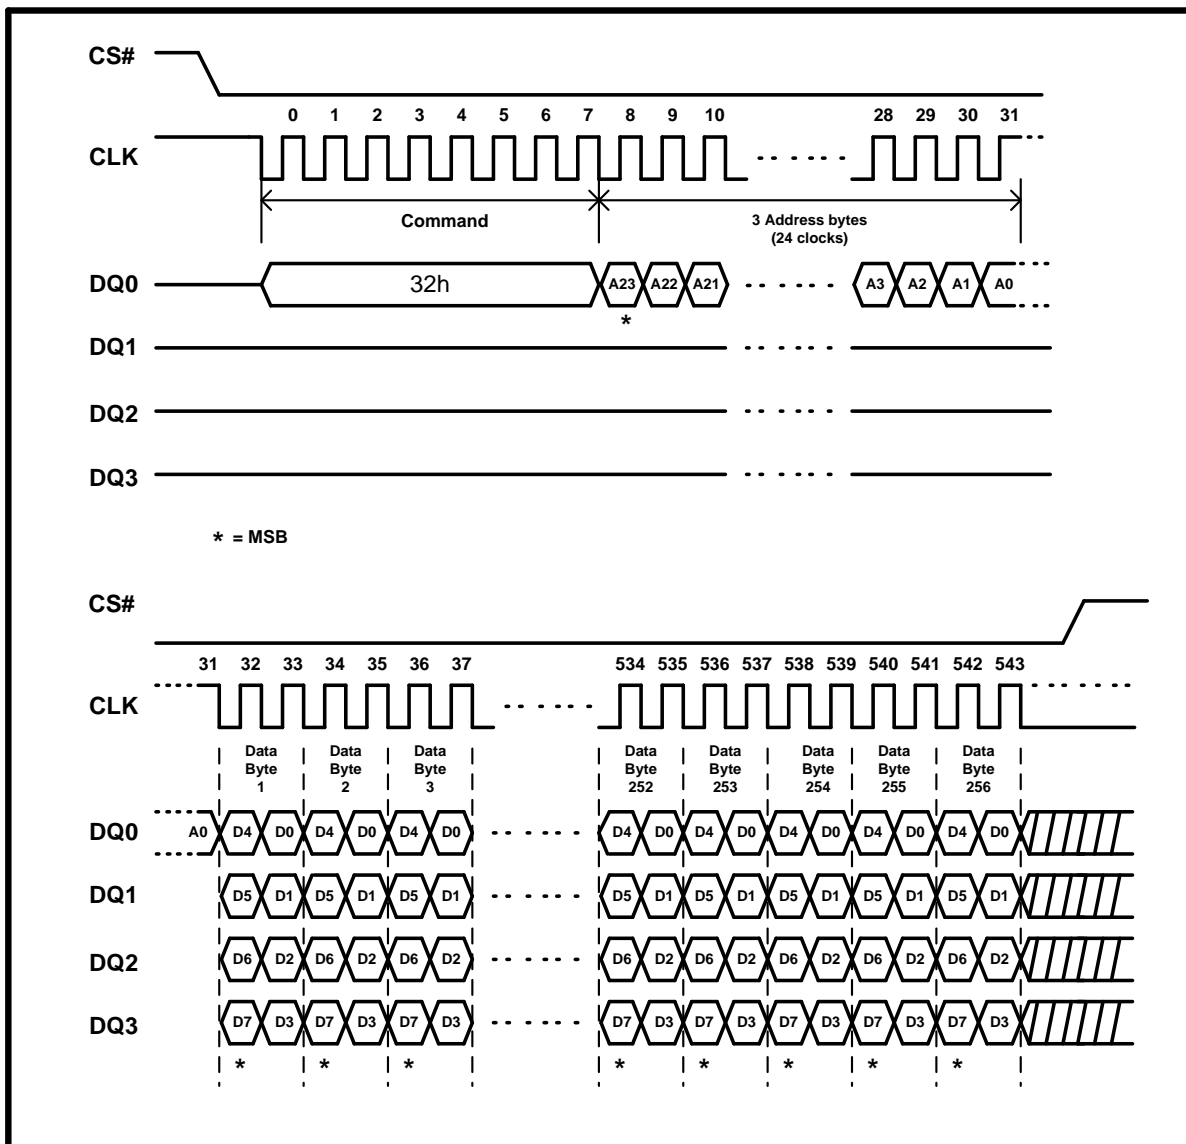 CS#
0 1 2 3 4 5 6 7 8 9 10 28 29 30 31
CLK
Command
3 Address bytes
(24 clocks)
DQ0 32h A23 A22 A21 A3 A2 A1 A0
*
DQ1
DQ2
DQ3
* = MSB
CS#
31 32 33 34 35 36 37 534 535 536 537 538 539 540 541 542 543
CLK
Data Data Data Data Data Data Data Data
Byte Byte Byte Byte Byte Byte Byte Byte
1 2 3 252 253 254 255 256
DQ0 A0 D4 D0 D4 D0 D4 D0 D4 D0 D4 D0 D4 D0 D4 D0 D4 D0
DQ1 D5 D1 D5 D1 D5 D1 D5 D1 D5 D1 D5 D1 D5 D1 D5 D1
DQ2 D6 D2 D6 D2 D6 D2 D6 D2 D6 D2 D6 D2 D6 D2 D6 D2
DQ3 D7 D3 D7 D3 D7 D3 D7 D3 D7 D3 D7 D3 D7 D3 D7 D3
* * * * * * * *